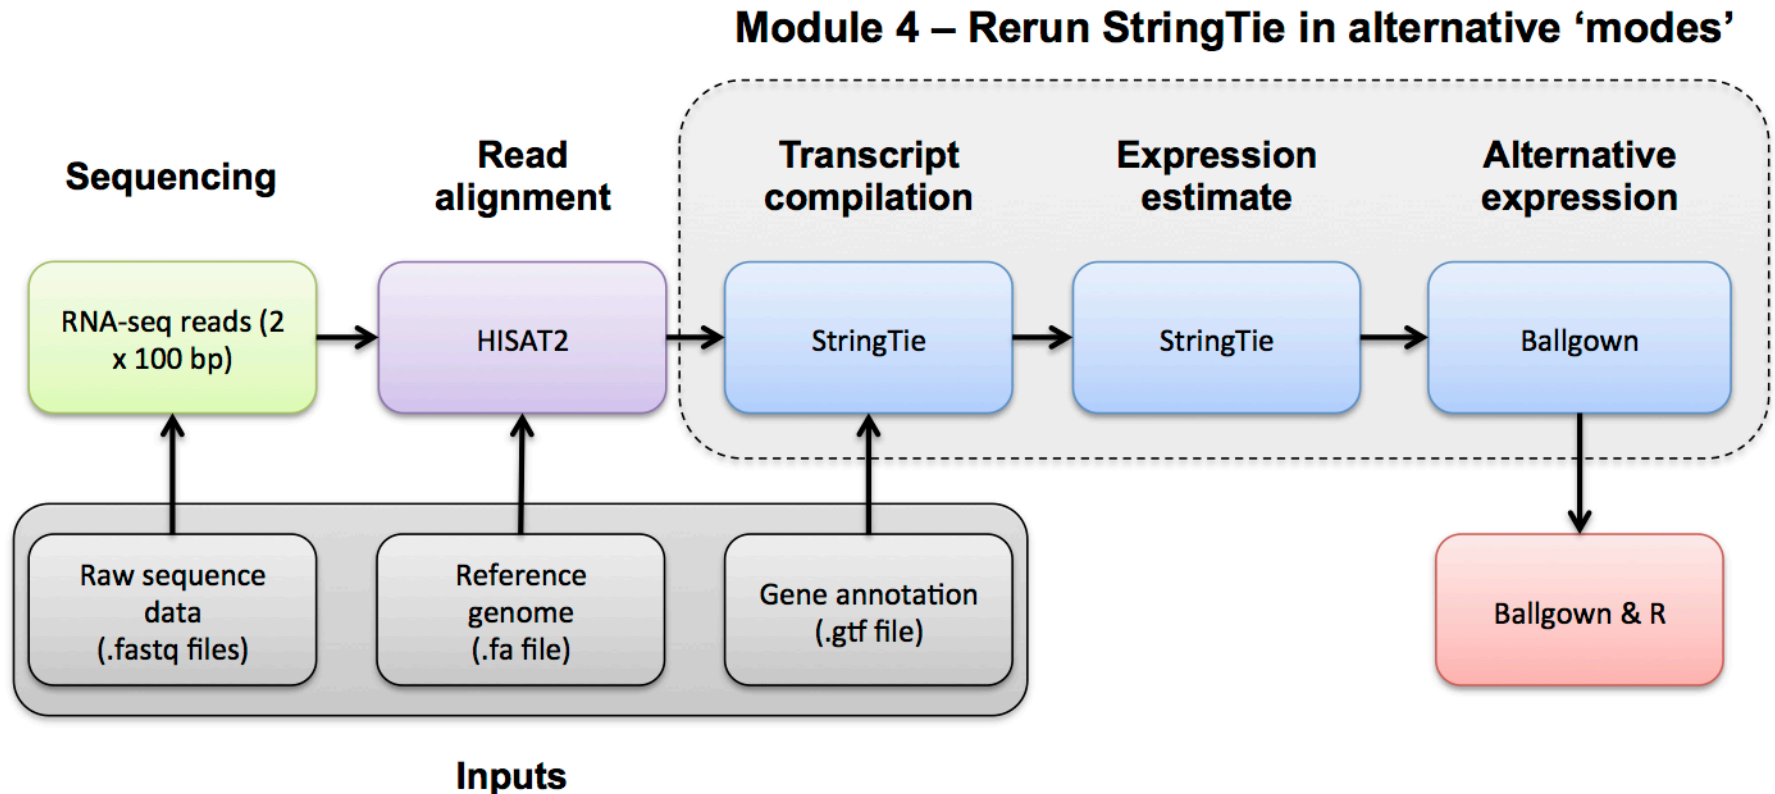 Module 4 – Rerun StringTie in alternative ‘modes’
Sequencing
Read
alignment
Transcript
compilation
Expression
estimate
Alternative
expression
RNA-seq reads (2
x 100 bp)
HISAT2
StringTie
StringTie
Ballgown
Raw sequence
data
(.fastq files)
Reference
genome
(.fa file)
Gene annotation
(.gtf file)
Ballgown & R
Inputs